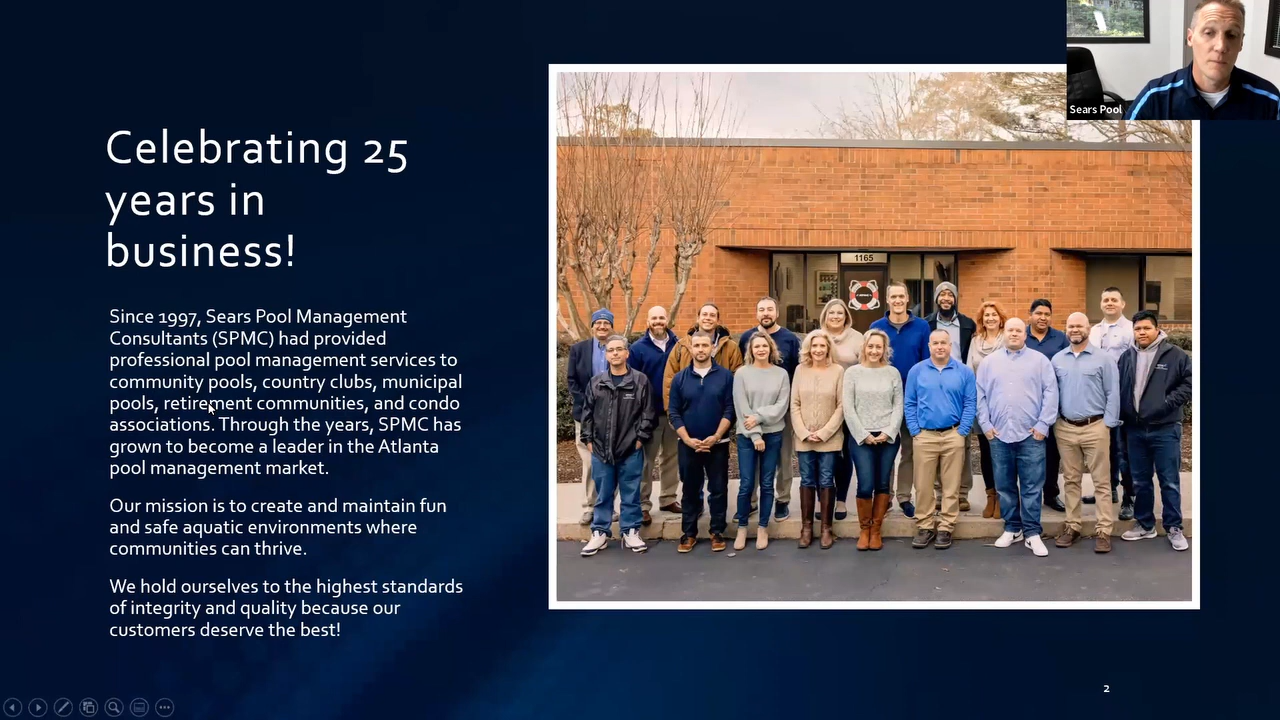 Celebrating 25
years in
business!
Since 1997, Sears Pool Management
Consultants (SPMC) had provided
professional pool management services to
community pools, country clubs, municipal
pools, retirement communities, and condo
associations. Through the years, SPMC has
grown to become a leader in the Atlanta
pool management market.
Our mission is to create and maintain fun
and safe aquatic environments where
communities can thrive.
We hold ourselves to the highest standards
of integrity and quality because our
customers deserve the best!
1165
Sears Pool
2